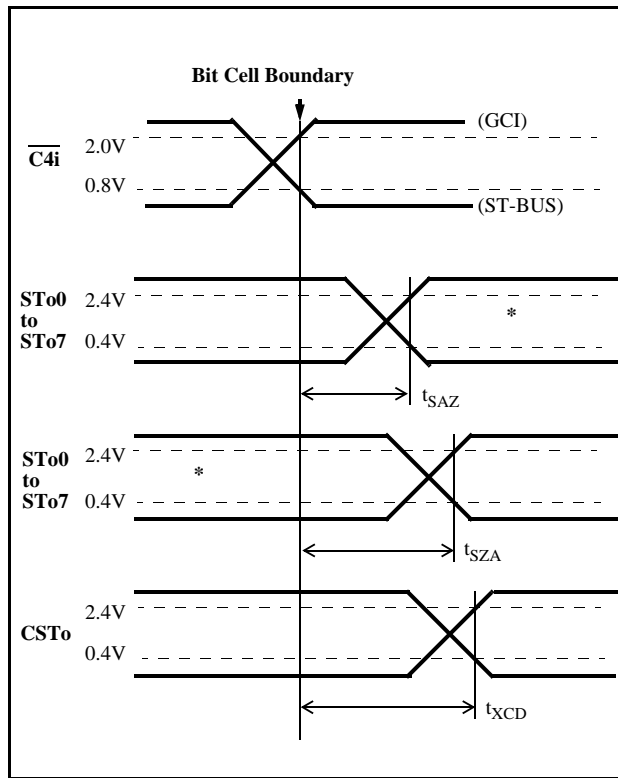 Bit Cell Boundary
(GCI)
C4i
2.0V
0.8V
(ST-BUS)
STo0
to
STo7
2.4V
0.4V
*
tSAZ
STo0
to
STo7
2.4V
0.4V
*
tSZA
CSTo
2.4V
0.4V
tXCD